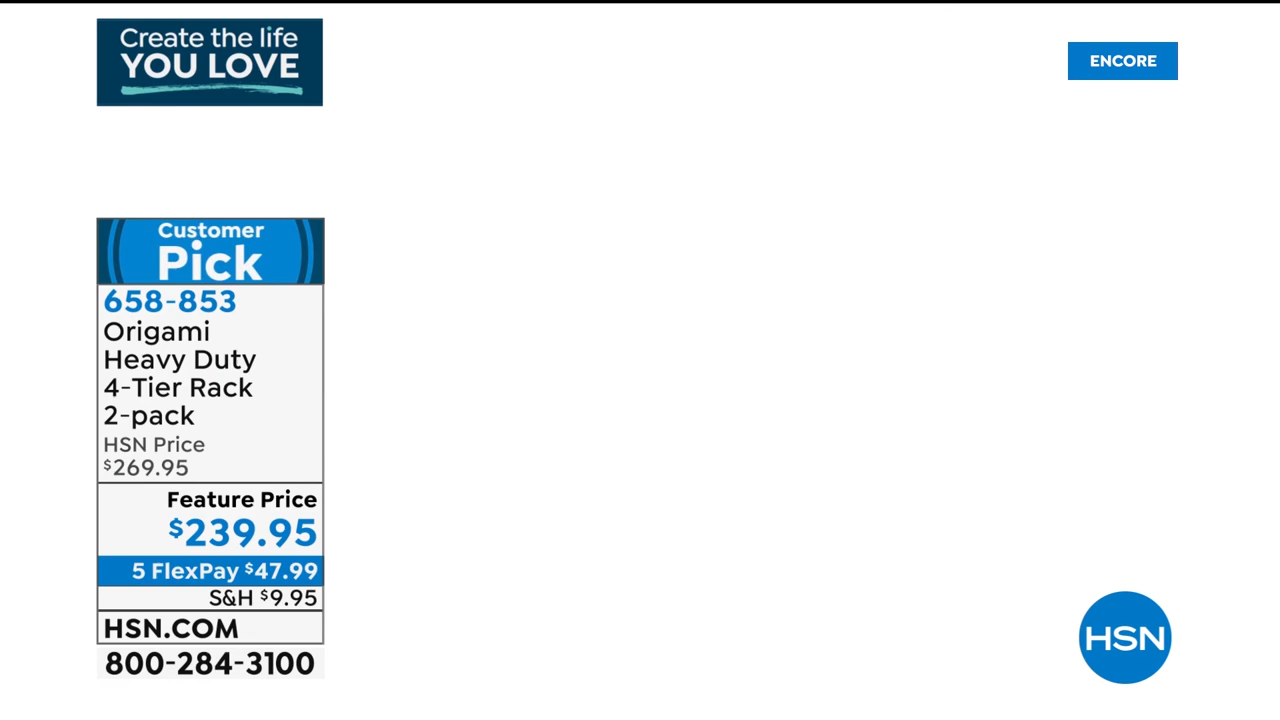 Create the life
YOU LOVE
ENCORE
Customer
Pick
658-853
Origami
Heavy Duty
4-Tier Rack
2-pack
HSN Price
$269.95
Feature Price
$239.95
5 FlexPay $47.99
S&H $9.95
HSN.COM
800-284-3100
HSN